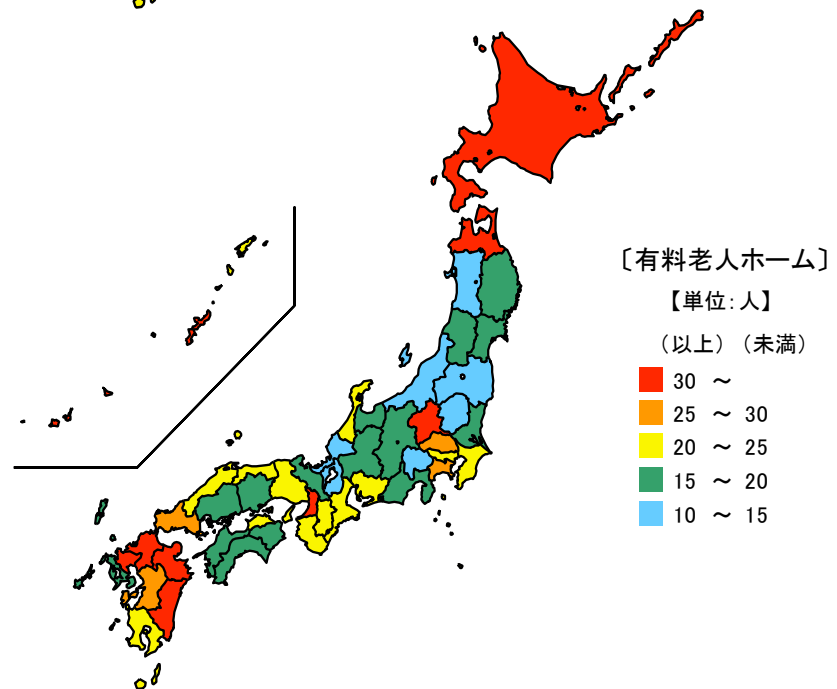 〔有料老人ホーム〕
【単位:人】
(以上) (未満)
30 ～
25 ～ 30
20 ～ 25
15 ～ 20
10 ～ 15